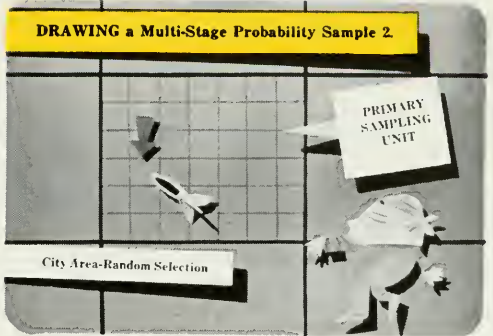 DRAWING a Multi-Stage Probability Sample 2.
PRIMARY
SAMPLING
UNIT
City Area-Random Selection